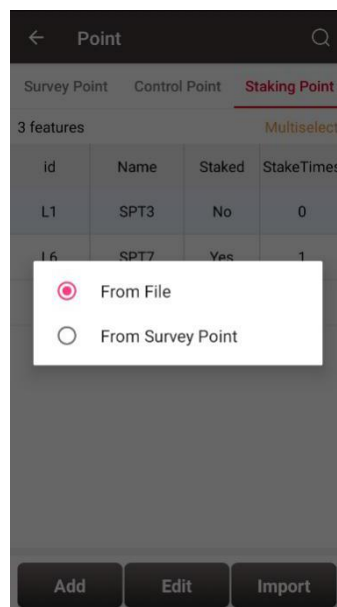 Point
Survey Point Control Point Staking Point
3 features Multiselect
id Name Staked StakeTimes
L1 SPT3 No 0
L6 SPT7 Yes 1
From File
From Survey Point
Add Edit Import